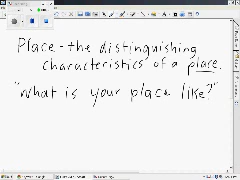 Place - the distinguishing
characteristics of a place.
"What is your place like?"